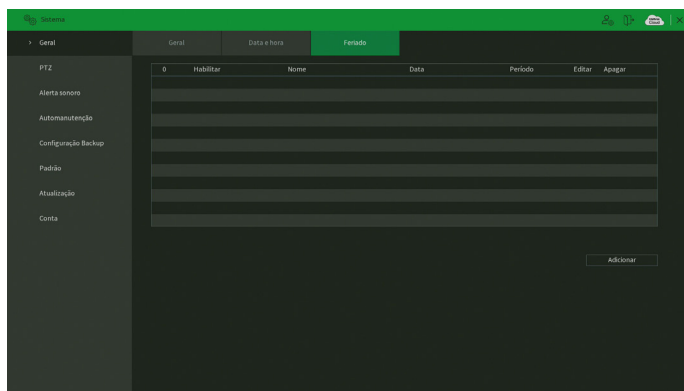 Sistema
Geral
PTZ
Alerta sonoro
Automanutenção
Configuração Backup
Padrão
Atualização
Conta
Geral Data e hora Feriado
0 Habilitar Nome Data Período Editar Apagar
Adicionar